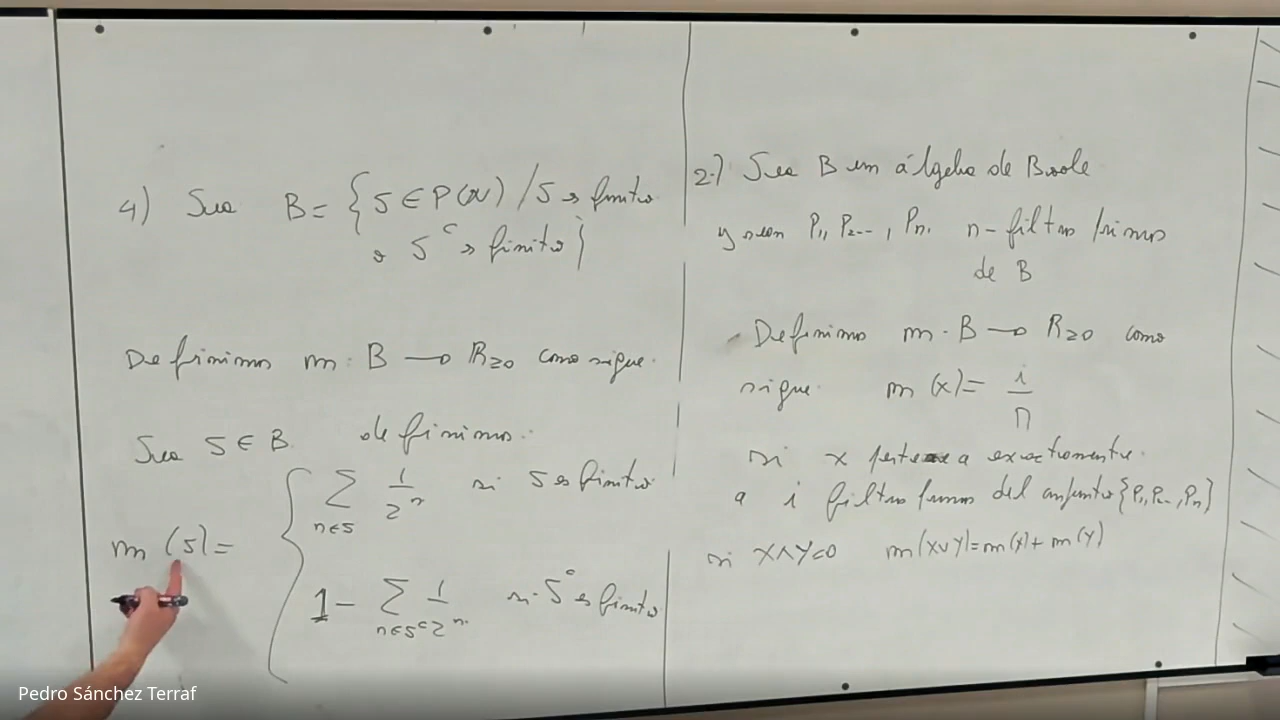 4) Sea B = { S ∈ P(N) / S es finito
o S^c es finito }
Definimos m: B → R≥0 como sigue.
Sea S ∈ B definimos:
m(S) = { ∑_{n∈S} 1/2^n si S es finito
1 - ∑_{n∈S^c} 1/2^n si S^c es finito
2.) Sea B un álgebra de Boole
y sean P1, P2--, Pn. n-filtros primos
de B
Definimos m: B → R≥0 como
sigue: m(x) = i/n
si x pertenece a exactamente.
a i filtros primos del conjunto {P1, P2--, Pn}
si x∧y=0 m(x∨y)=m(x)+m(y)
Pedro Sánchez Terraf